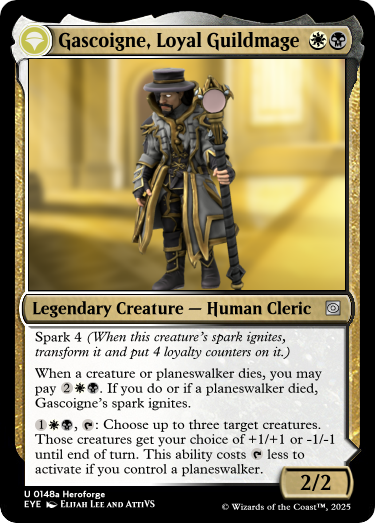 Gascoigne, Loyal Guildmage
Legendary Creature — Human Cleric
Spark 4 (When this creature's spark ignites,
transform it and put 4 loyalty counters on it.)
When a creature or planeswalker dies, you may
pay 2. If you do or if a planeswalker died,
Gascoigne's spark ignites.
1, : Choose up to three target creatures.
Those creatures get your choice of +1/+1 or -1/-1
until end of turn. This ability costs less to
activate if you control a planeswalker.
2/2
U 0148a Heroforge
EYE Elijah Lee and AttiVS
© Wizards of the Coast™, 2025